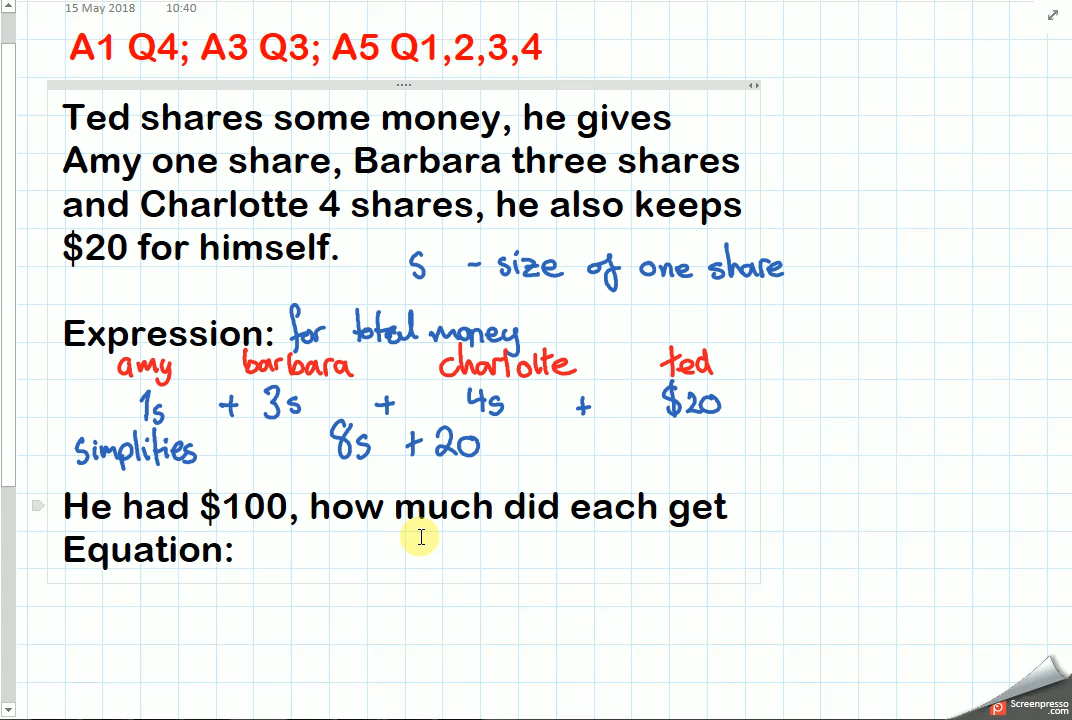 15 May 2018 10:40
A1 Q4; A3 Q3; A5 Q1,2,3,4
Ted shares some money, he gives
Amy one share, Barbara three shares
and Charlotte 4 shares, he also keeps
$20 for himself.
S - size of one share
Expression: for total money
amy barbara charlotte ted
1s + 3s + 4s + $20
simplifies 8s + 20
He had $100, how much did each get
Equation:
Screenpresso
.com